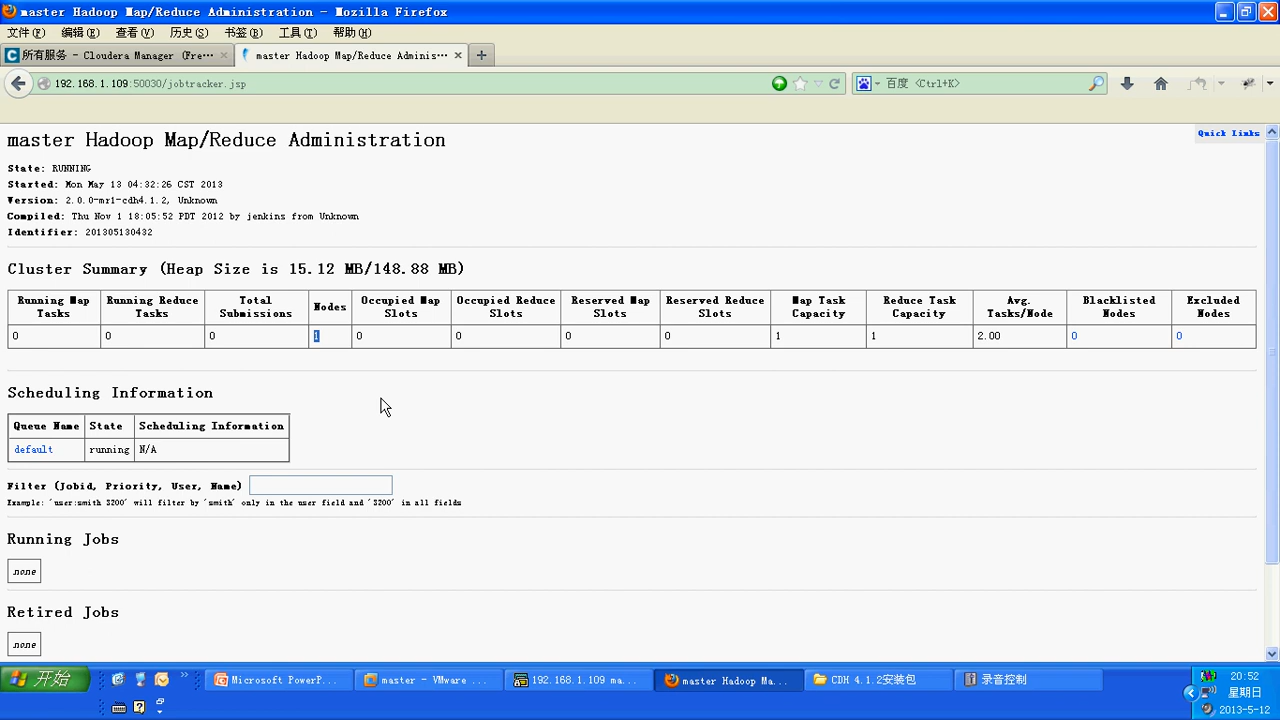 master Hadoop Map/Reduce Administration - Mozilla Firefox
文件(F) 编辑(E) 查看(V) 历史(S) 书签(B) 工具(T) 帮助(H)
所有服务 - Cloudera Manager (Fre... master Hadoop Map/Reduce Adminis...
192.168.1.109:50030/jobtracker.jsp 百度 <Ctrl+K>
Quick Links
master Hadoop Map/Reduce Administration
State: RUNNING
Started: Mon May 13 04:32:26 CST 2013
Version: 2.0.0-mr1-cdh4.1.2, Unknown
Compiled: Thu Nov 1 18:05:52 PDT 2012 by jenkins from Unknown
Identifier: 201305130432
Cluster Summary (Heap Size is 15.12 MB/148.88 MB)
Running Map Tasks Running Reduce Tasks Total Submissions Nodes Occupied Map Slots Occupied Reduce Slots Reserved Map Slots Reserved Reduce Slots Map Task Capacity Reduce Task Capacity Avg. Tasks/Node Blacklisted Nodes Excluded Nodes
0 0 0 1 0 0 0 0 1 1 2.00 0 0
Scheduling Information
Queue Name State Scheduling Information
default running N/A
Filter (Jobid, Priority, User, Name)
Example: 'user:smith 3200' will filter by 'smith' only in the user field and '3200' in all fields
Running Jobs
none
Retired Jobs
none
开始 Microsoft PowerP... master - VMware ... 192.168.1.109 ma... master Hadoop Ma... CDH 4.1.2安装包 录音控制
20:52
星期日
2013-5-12